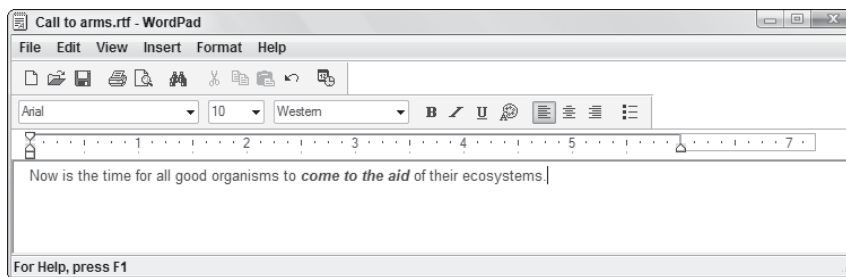 Call to arms.rtf - WordPad
File Edit View Insert Format Help
Arial 10 Western B I U
1 2 3 4 5 7
Now is the time for all good organisms to come to the aid of their ecosystems.
For Help, press F1